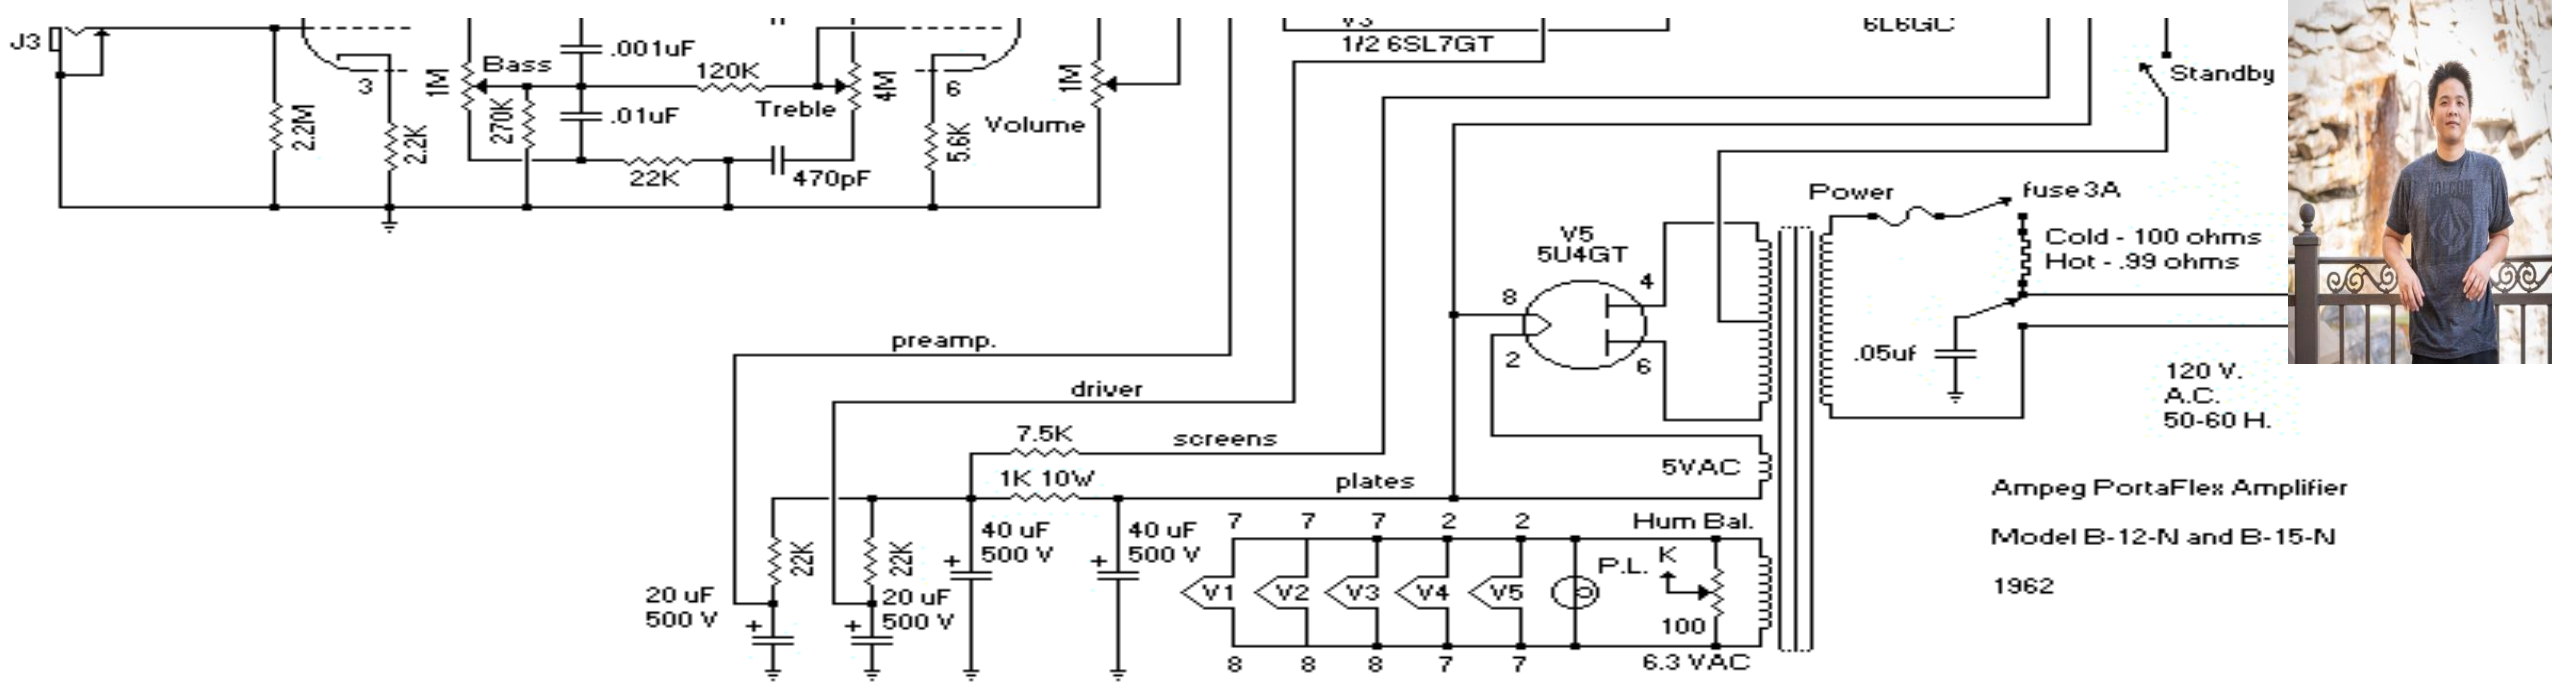 J3
3
2.2M
2.2K
1M
Bass
270K
.001uF
.01uF
120K
Treble
22K
470pF
4M
6
5.6K
1M
Volume
V3
1/2 6SL7GT
6L6GC
Standby
Power
fuse 3A
Cold - 100 ohms
Hot - .99 ohms
.05uf
120 V.
A.C.
50-60 H.
V5
5U4GT
8
4
2
6
preamp.
driver
7.5K
screens
1K 10W
plates
5VAC
22K
22K
20 uF
500 V
+
20 uF
500 V
+
40 uF
500 V
+
40 uF
500 V
+
7 7 7 2 2
Hum Bal.
V1 V2 V3 V4 V5
P.L.
K
100
8 8 8 7 7
6.3 VAC
Ampeg PortaFlex Amplifier
Model B-12-N and B-15-N
1962
VOLCOM